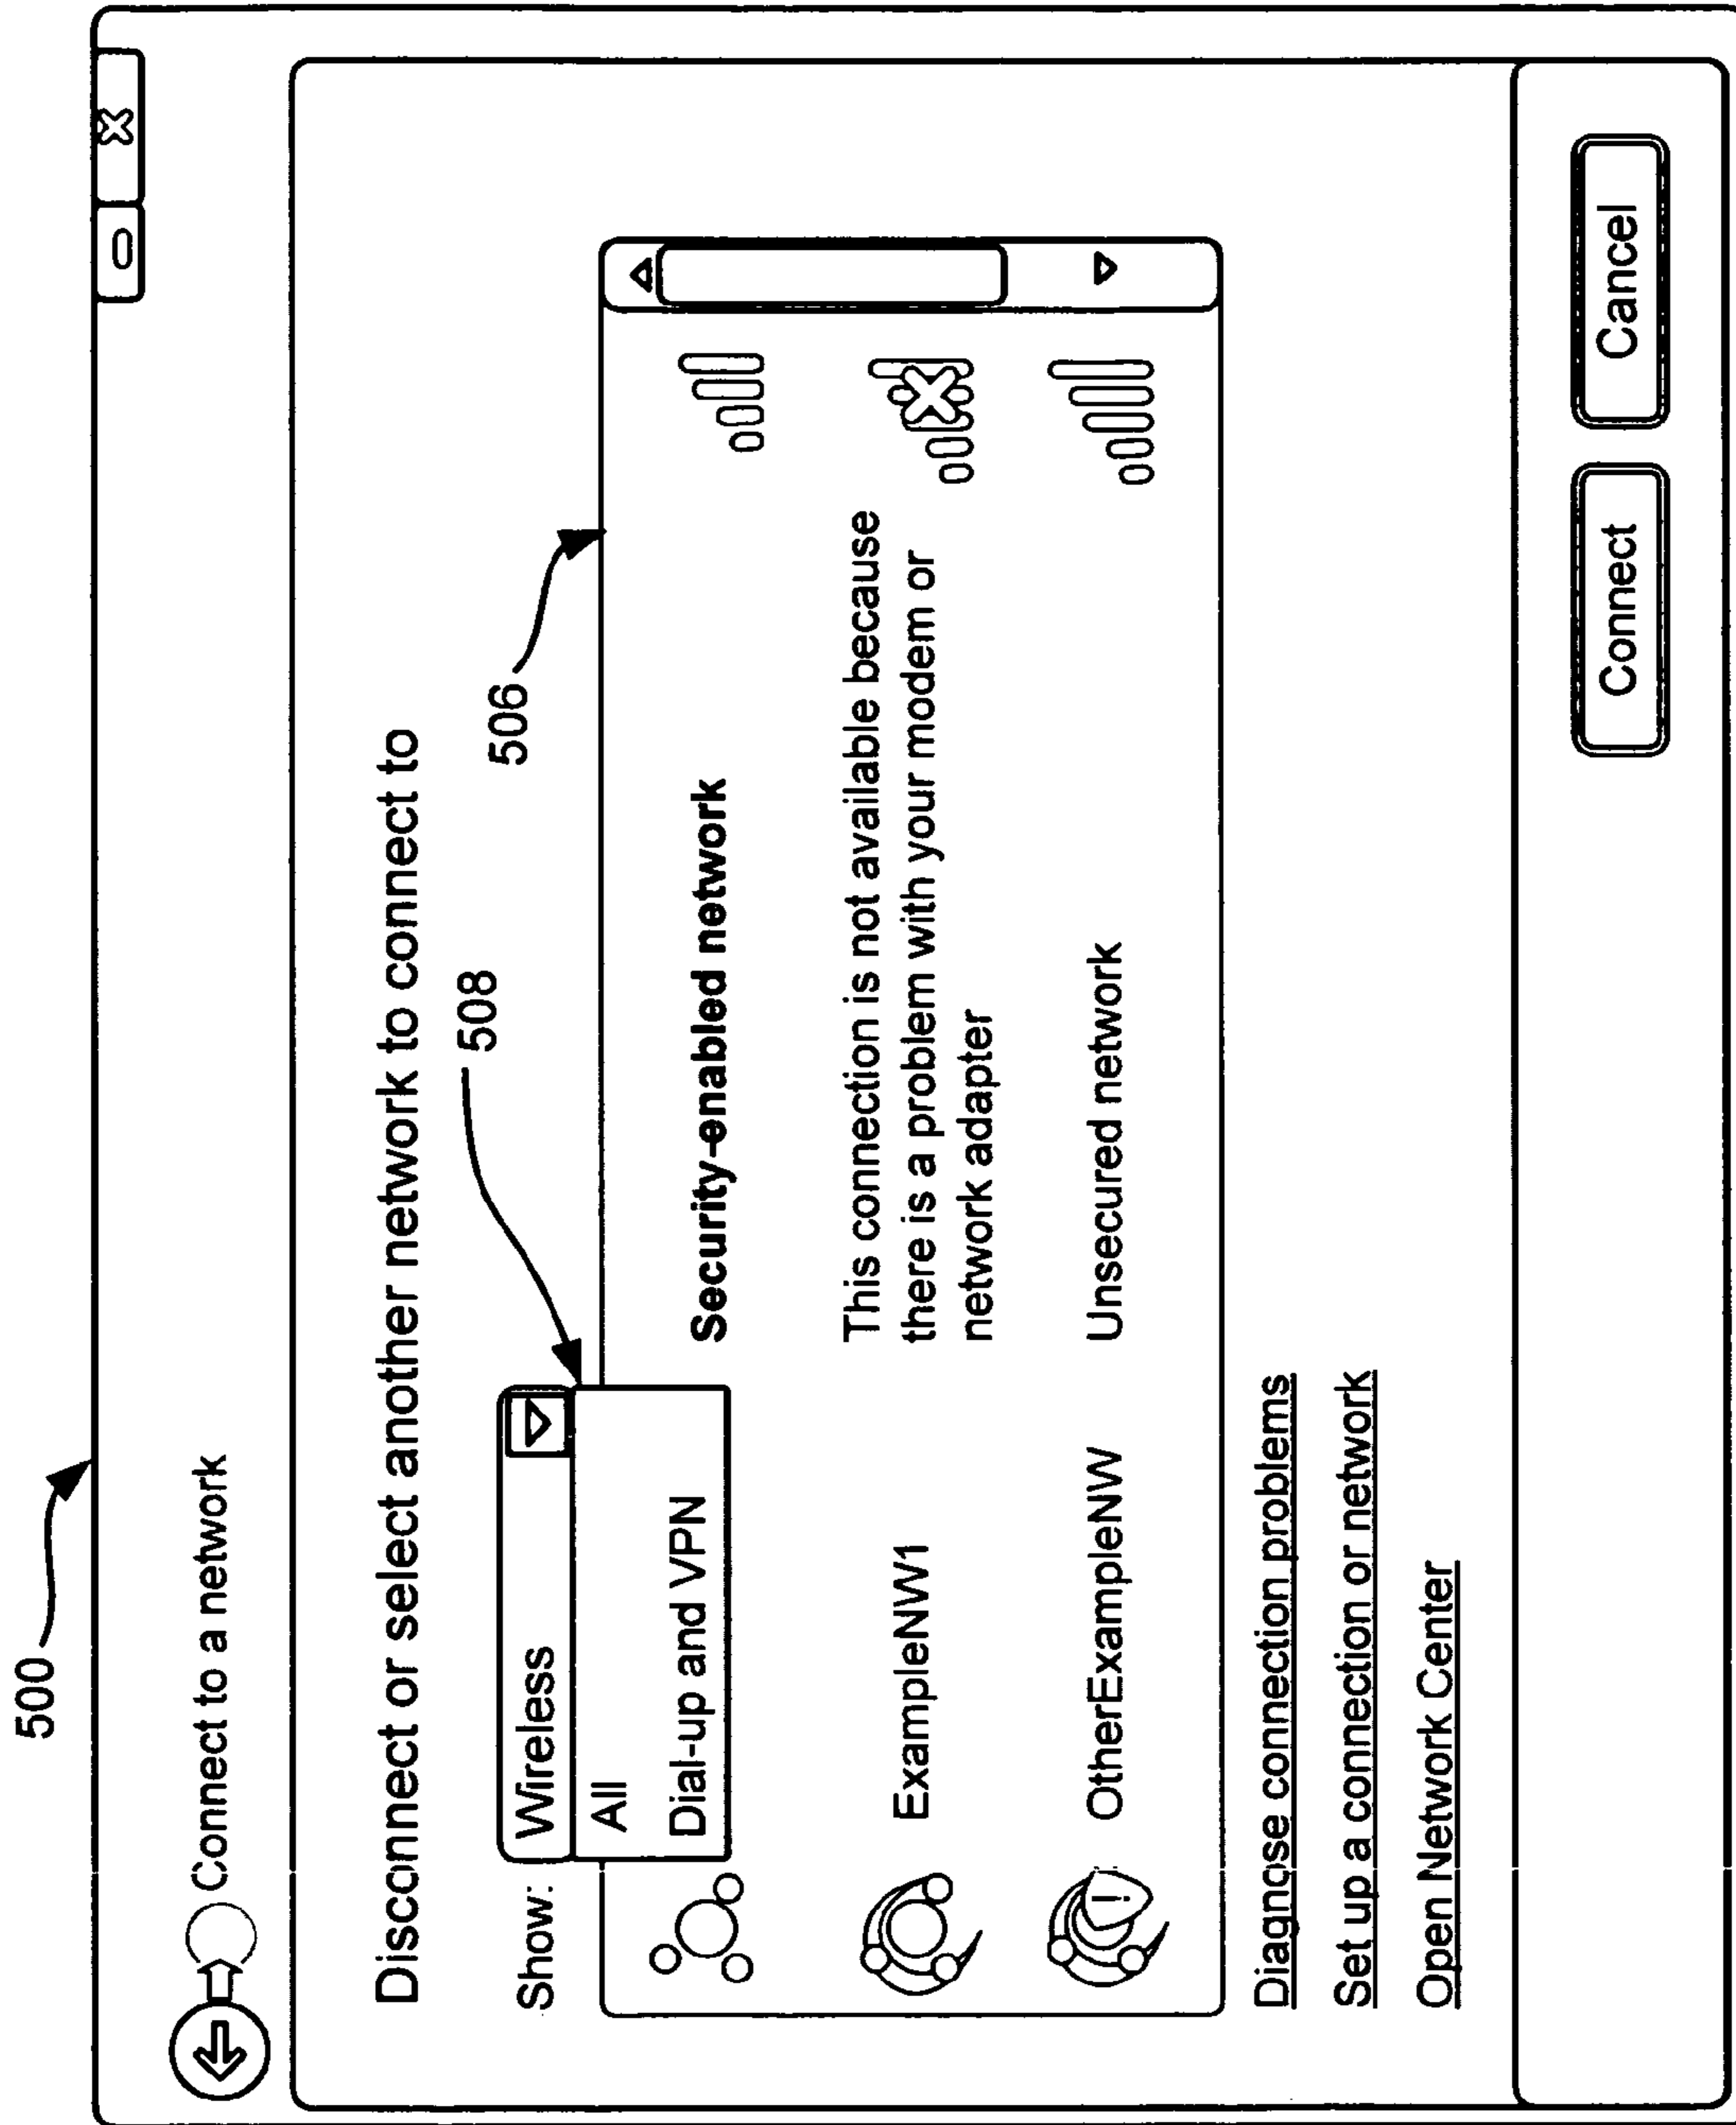 500
Connect to a network
Disconnect or select another network to connect to
506
508
Show: Wireless
All
Dial-up and VPN
Security-enabled network
ExampleNW1
This connection is not available because
there is a problem with your modem or
network adapter
OtherExampleNW Unsecured network
Diagnose connection problems
Set up a connection or network
Open Network Center
Connect Cancel